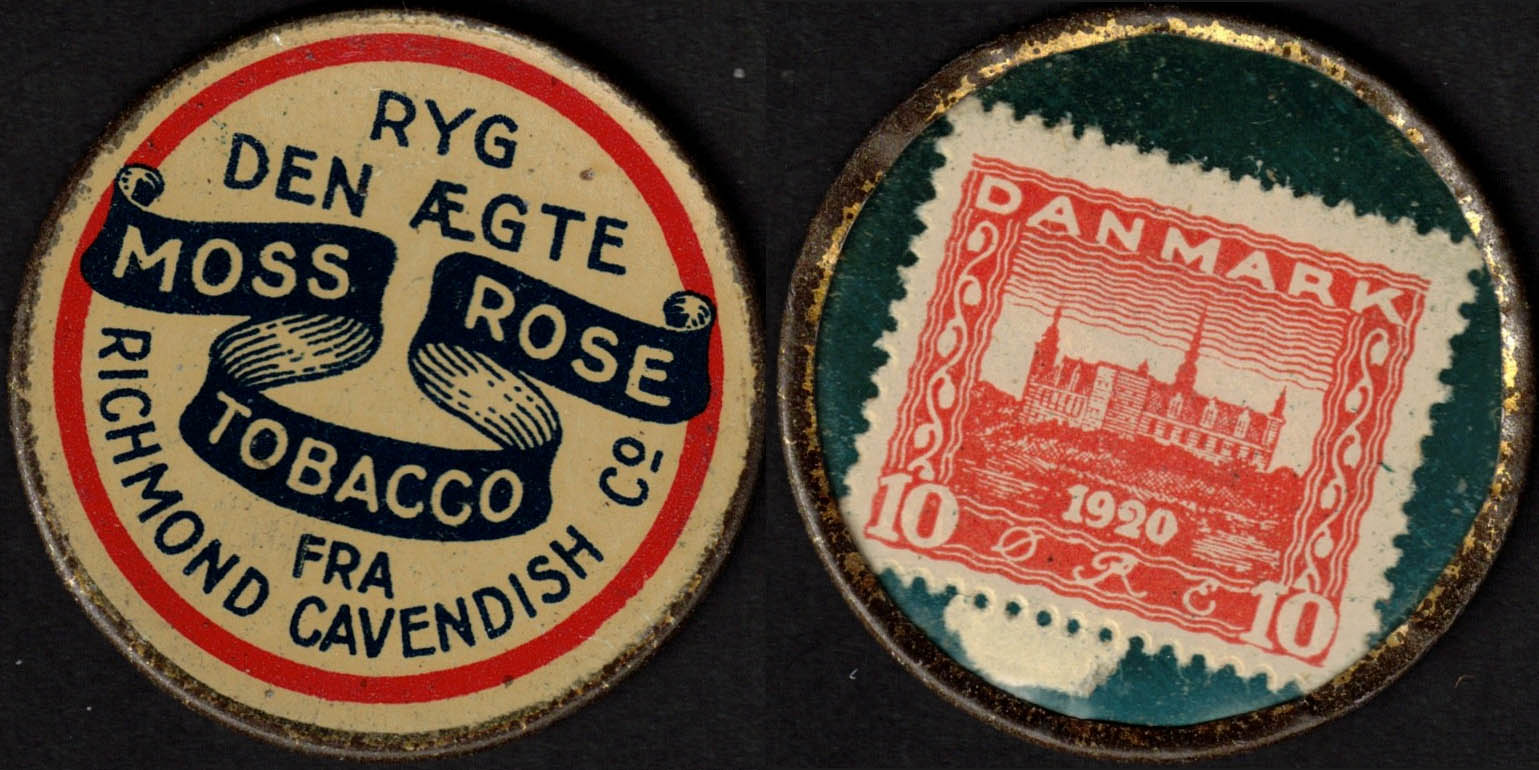 RYG
DEN ÆGTE
MOSS ROSE
TOBACCO
FRA
RICHMOND CAVENDISH Cº
DANMARK
1920
10 ØRE 10